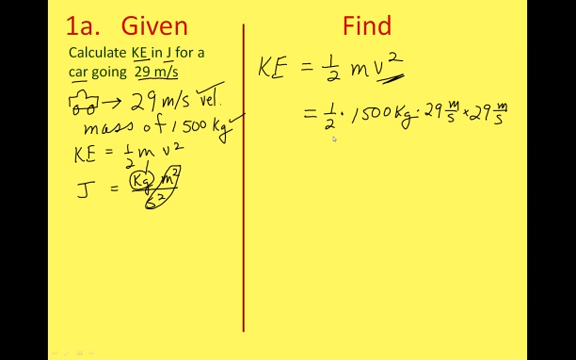 1a. Given
Calculate KE in J for a
car going 29 m/s
→ 29 m/s vel.
mass of 1500 kg
KE = 1/2 m v²
J = Kg m²/s²
Find
KE = 1/2 m v²
= 1/2 · 1500 Kg · 29 m/s × 29 m/s